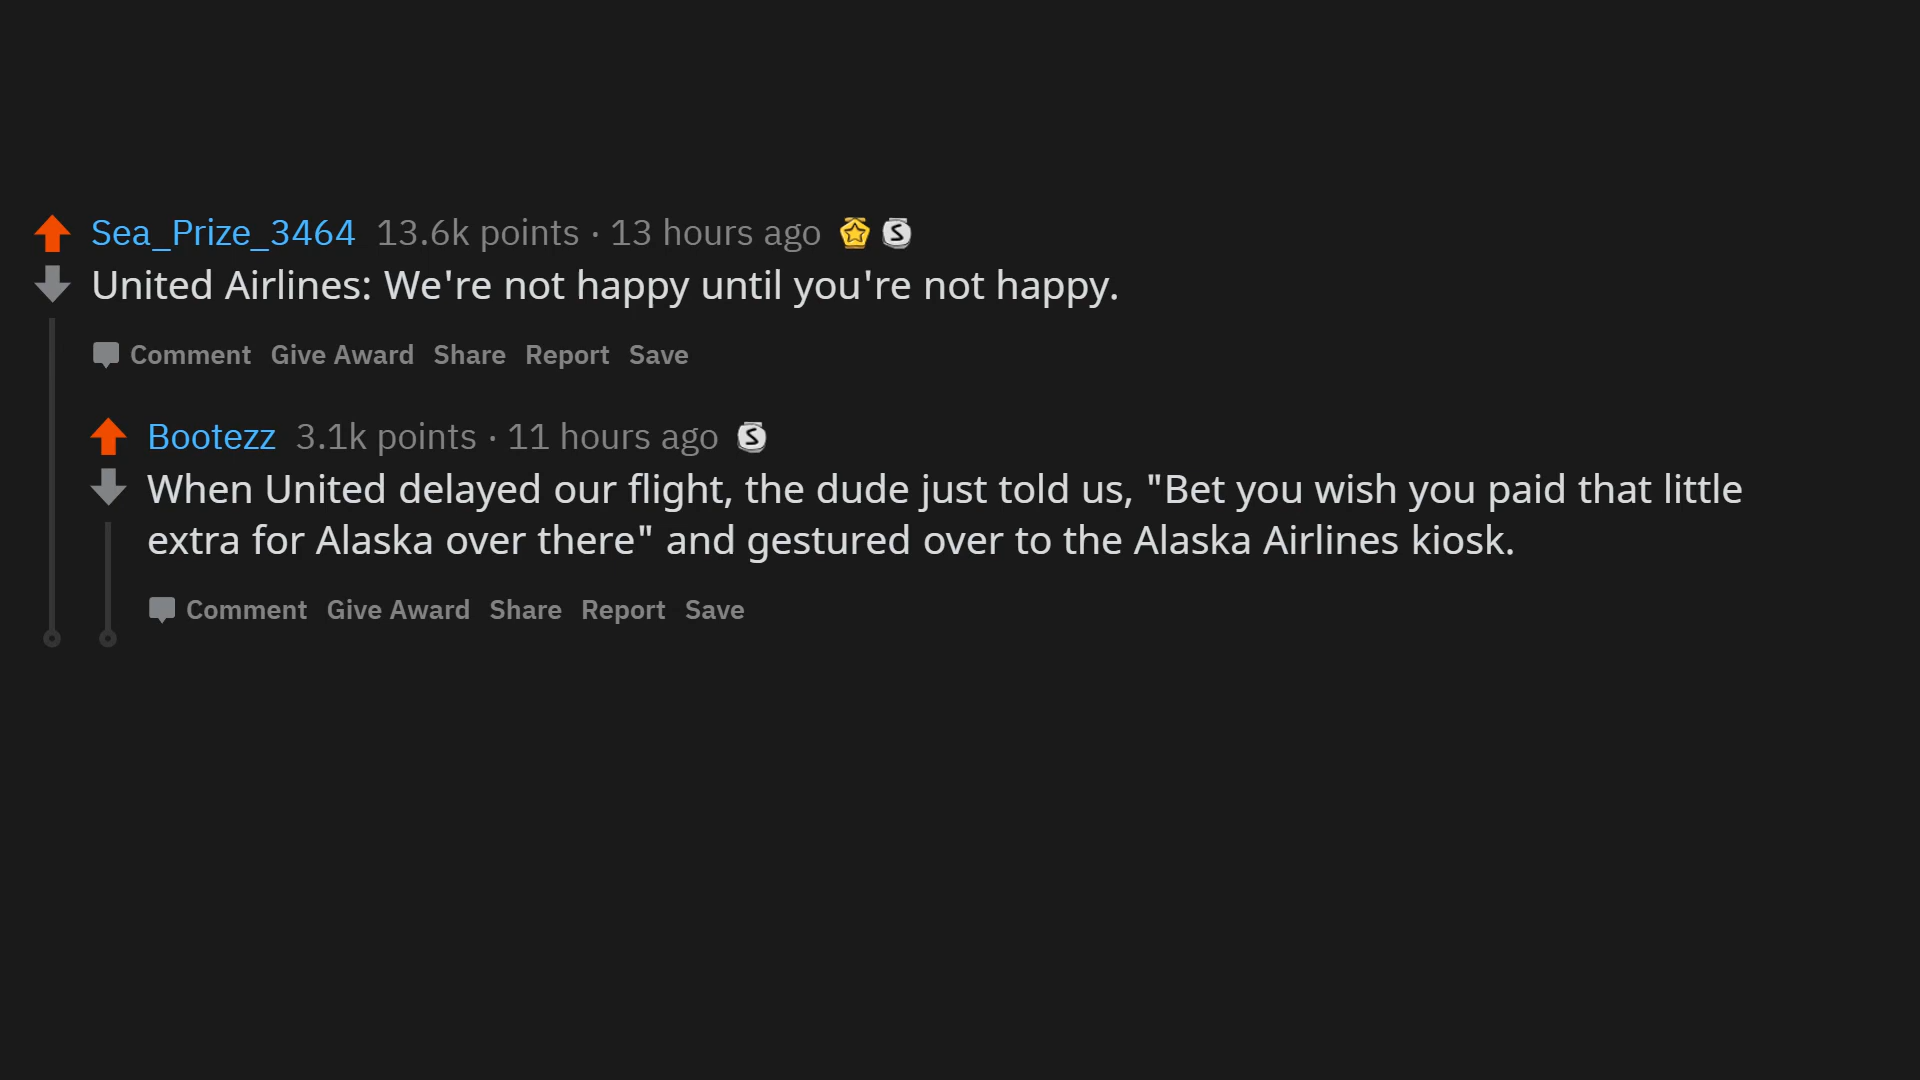 Sea_Prize_3464 13.6k points · 13 hours ago
United Airlines: We're not happy until you're not happy.
Comment Give Award Share Report Save
Bootezz 3.1k points · 11 hours ago
When United delayed our flight, the dude just told us, "Bet you wish you paid that little
extra for Alaska over there" and gestured over to the Alaska Airlines kiosk.
Comment Give Award Share Report Save